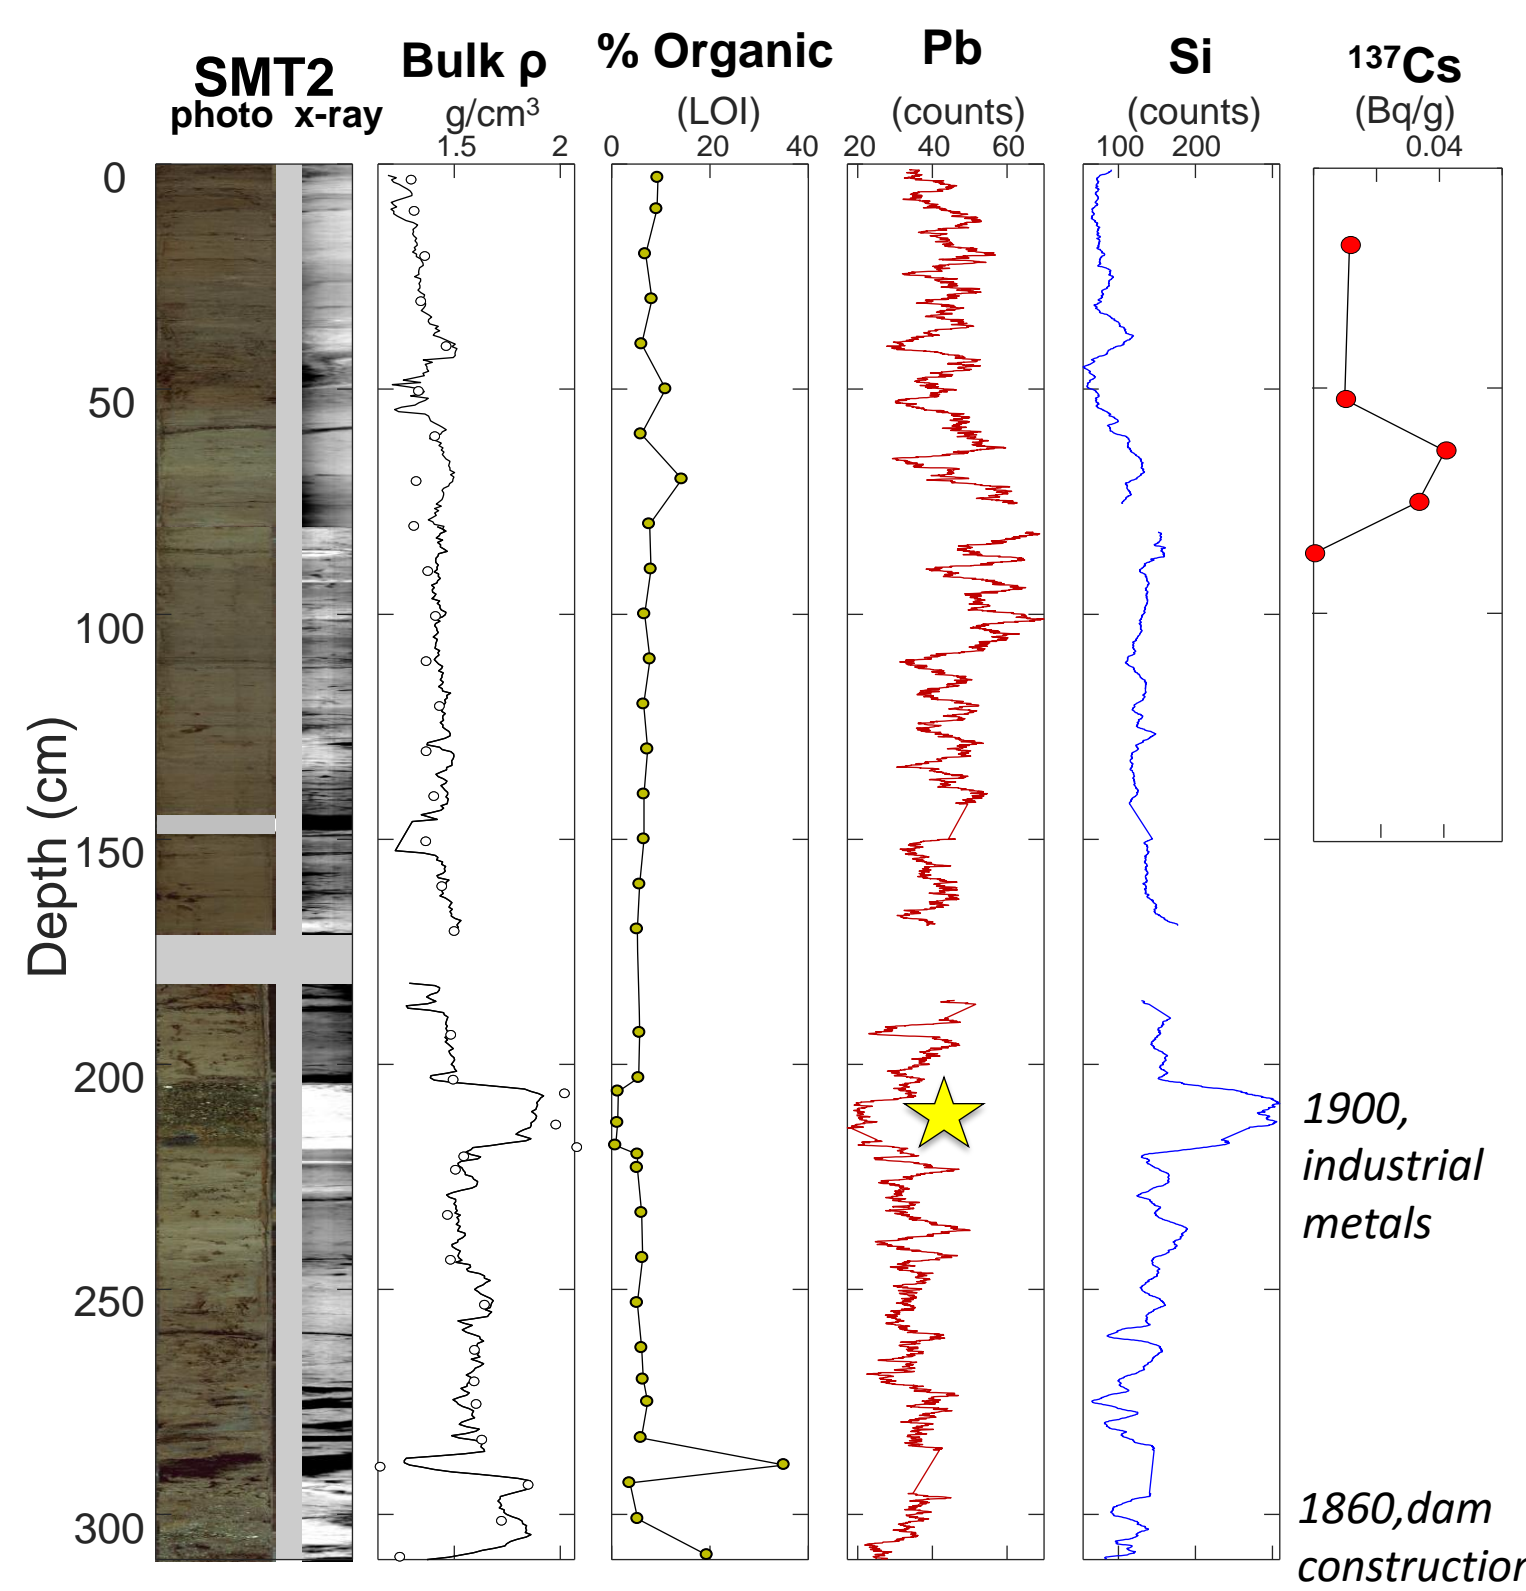 SMT2
photo x-ray
Bulk ρ
g/cm³
1.5 2
% Organic
(LOI)
0 20 40
Pb
(counts)
20 40 60
Si
(counts)
100 200
¹³⁷Cs
(Bq/g)
0.04
Depth (cm)
0
50
100
150
200
250
300
1900,
industrial
metals
1860,dam
construction